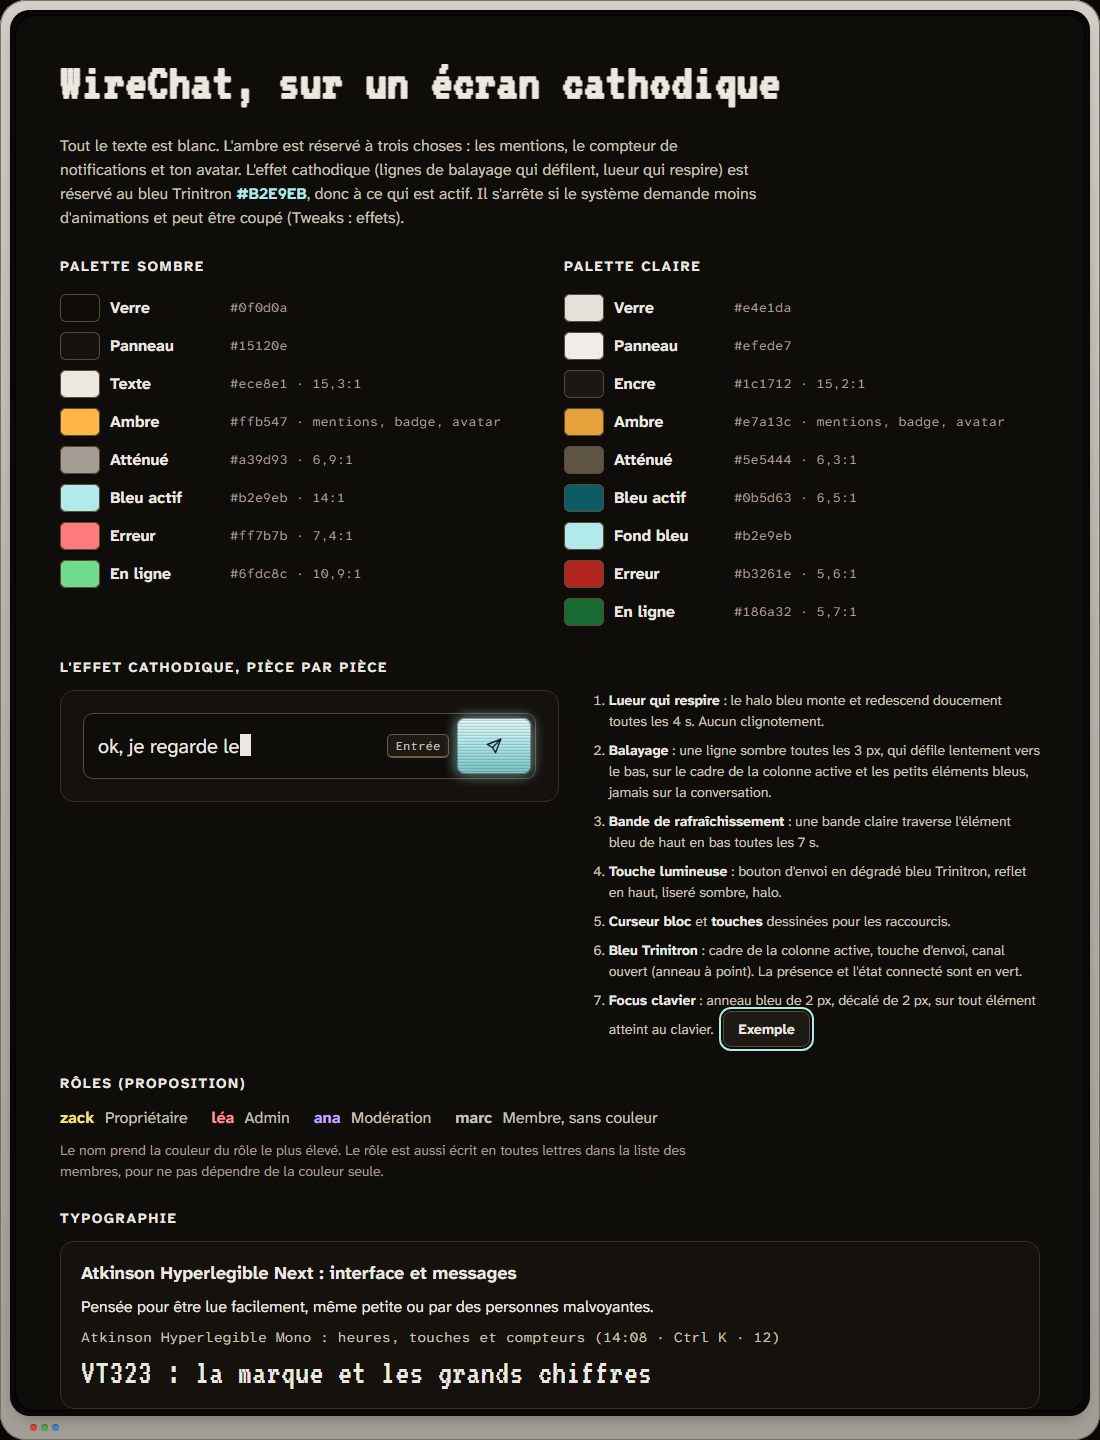 WireChat, sur un écran cathodique
Tout le texte est blanc. L'ambre est réservé à trois choses : les mentions, le compteur de
notifications et ton avatar. L'effet cathodique (lignes de balayage qui défilent, lueur qui respire) est
réservé au bleu Trinitron #B2E9EB, donc à ce qui est actif. Il s'arrête si le système demande moins
d'animations et peut être coupé (Tweaks : effets).
PALETTE SOMBRE
Verre #0f0d0a
Panneau #15120e
Texte #ece8e1 · 15,3:1
Ambre #ffb547 · mentions, badge, avatar
Atténué #a39d93 · 6,9:1
Bleu actif #b2e9eb · 14:1
Erreur #ff7b7b · 7,4:1
En ligne #6fdc8c · 10,9:1
PALETTE CLAIRE
Verre #e4e1da
Panneau #efede7
Encre #1c1712 · 15,2:1
Ambre #e7a13c · mentions, badge, avatar
Atténué #5e5444 · 6,3:1
Bleu actif #0b5d63 · 6,5:1
Fond bleu #b2e9eb
Erreur #b3261e · 5,6:1
En ligne #186a32 · 5,7:1
L'EFFET CATHODIQUE, PIÈCE PAR PIÈCE
ok, je regarde le
Entrée
1. Lueur qui respire : le halo bleu monte et redescend doucement
toutes les 4 s. Aucun clignotement.
2. Balayage : une ligne sombre toutes les 3 px, qui défile lentement vers
le bas, sur le cadre de la colonne active et les petits éléments bleus,
jamais sur la conversation.
3. Bande de rafraîchissement : une bande claire traverse l'élément
bleu de haut en bas toutes les 7 s.
4. Touche lumineuse : bouton d'envoi en dégradé bleu Trinitron, reflet
en haut, liseré sombre, halo.
5. Curseur bloc et touches dessinées pour les raccourcis.
6. Bleu Trinitron : cadre de la colonne active, touche d'envoi, canal
ouvert (anneau à point). La présence et l'état connecté sont en vert.
7. Focus clavier : anneau bleu de 2 px, décalé de 2 px, sur tout élément
atteint au clavier. Exemple
RÔLES (PROPOSITION)
zack Propriétaire léa Admin ana Modération marc Membre, sans couleur
Le nom prend la couleur du rôle le plus élevé. Le rôle est aussi écrit en toutes lettres dans la liste des
membres, pour ne pas dépendre de la couleur seule.
TYPOGRAPHIE
Atkinson Hyperlegible Next : interface et messages
Pensée pour être lue facilement, même petite ou par des personnes malvoyantes.
Atkinson Hyperlegible Mono : heures, touches et compteurs (14:08 · Ctrl K · 12)
VT323 : la marque et les grands chiffres